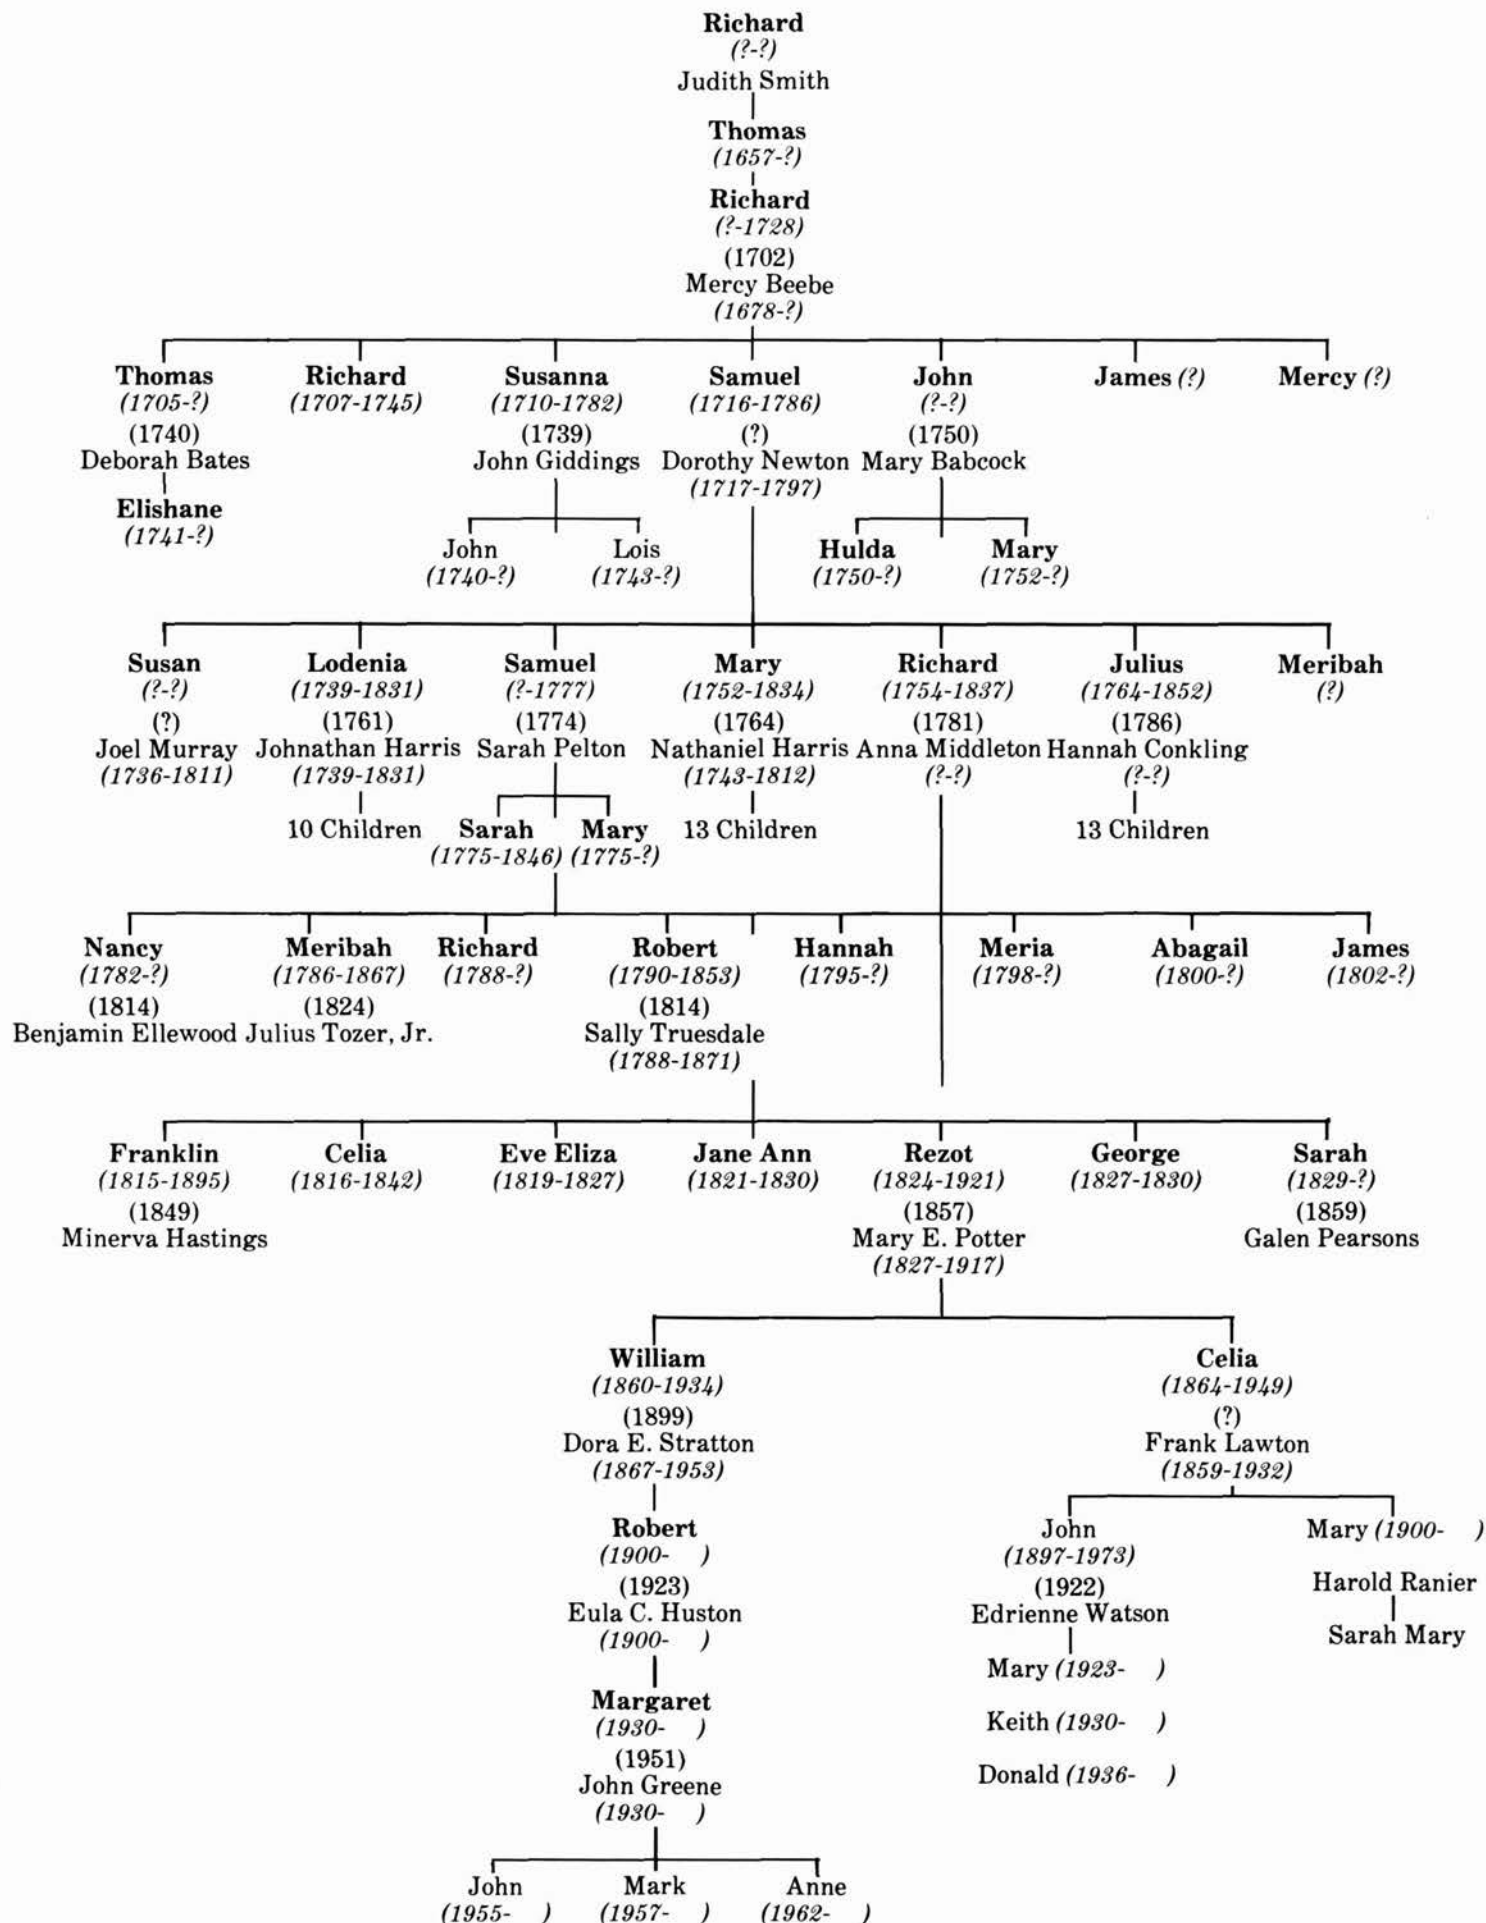 Richard
(?-?)
Judith Smith
Thomas
(1657-?)
Richard
(?-1728)
(1702)
Mercy Beebe
(1678-?)
Thomas
(1705-?)
(1740)
Deborah Bates
Elishane
(1741-?)
Richard
(1707-1745)
Susanna
(1710-1782)
(1739)
John Giddings
John
(1740-?)
Lois
(1743-?)
Samuel
(1716-1786)
(?)
Dorothy Newton
(1717-1797)
John
(?-?)
(1750)
Mary Babcock
Hulda
(1750-?)
Mary
(1752-?)
James (?)
Mercy (?)
Susan
(?-?)
(?)
Joel Murray
(1736-1811)
Lodenia
(1739-1831)
(1761)
Johnathan Harris
(1739-1831)
10 Children
Samuel
(?-1777)
(1774)
Sarah Pelton
Sarah
(1775-1846)
Mary
(1775-?)
Mary
(1752-1834)
(1764)
Nathaniel Harris
(1743-1812)
13 Children
Richard
(1754-1837)
(1781)
Anna Middleton
(?-?)
Julius
(1764-1852)
(1786)
Hannah Conkling
(?-?)
13 Children
Meribah
(?)
Nancy
(1782-?)
(1814)
Benjamin Ellewood
Meribah
(1786-1867)
(1824)
Julius Tozer, Jr.
Richard
(1788-?)
Robert
(1790-1853)
(1814)
Sally Truesdale
(1788-1871)
Hannah
(1795-?)
Meria
(1798-?)
Abagail
(1800-?)
James
(1802-?)
Franklin
(1815-1895)
(1849)
Minerva Hastings
Celia
(1816-1842)
Eve Eliza
(1819-1827)
Jane Ann
(1821-1830)
Rezot
(1824-1921)
(1857)
Mary E. Potter
(1827-1917)
George
(1827-1830)
Sarah
(1829-?)
(1859)
Galen Pearsons
William
(1860-1934)
(1899)
Dora E. Stratton
(1867-1953)
Robert
(1900- )
(1923)
Eula C. Huston
(1900- )
Margaret
(1930- )
(1951)
John Greene
(1930- )
John
(1955- )
Mark
(1957- )
Anne
(1962- )
Celia
(1864-1949)
(?)
Frank Lawton
(1859-1932)
John
(1897-1973)
(1922)
Edrienne Watson
Mary (1923- )
Keith (1930- )
Donald (1936- )
Mary (1900- )
Harold Ranier
Sarah Mary